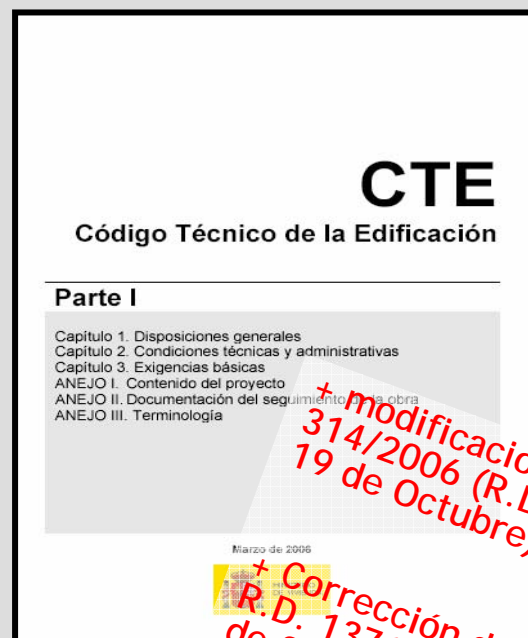 CTE
Código Técnico de la Edificación
Parte I
Capítulo 1. Disposiciones generales
Capítulo 2. Condiciones técnicas y administrativas
Capítulo 3. Exigencias básicas
ANEJO I. Contenido del proyecto
ANEJO II. Documentación del seguimiento de la obra
ANEJO III. Terminología
+ modificacio
314/2006 (R.D
19 de Octubre)
Marzo de 2006
+ Corrección d
R.D. 137